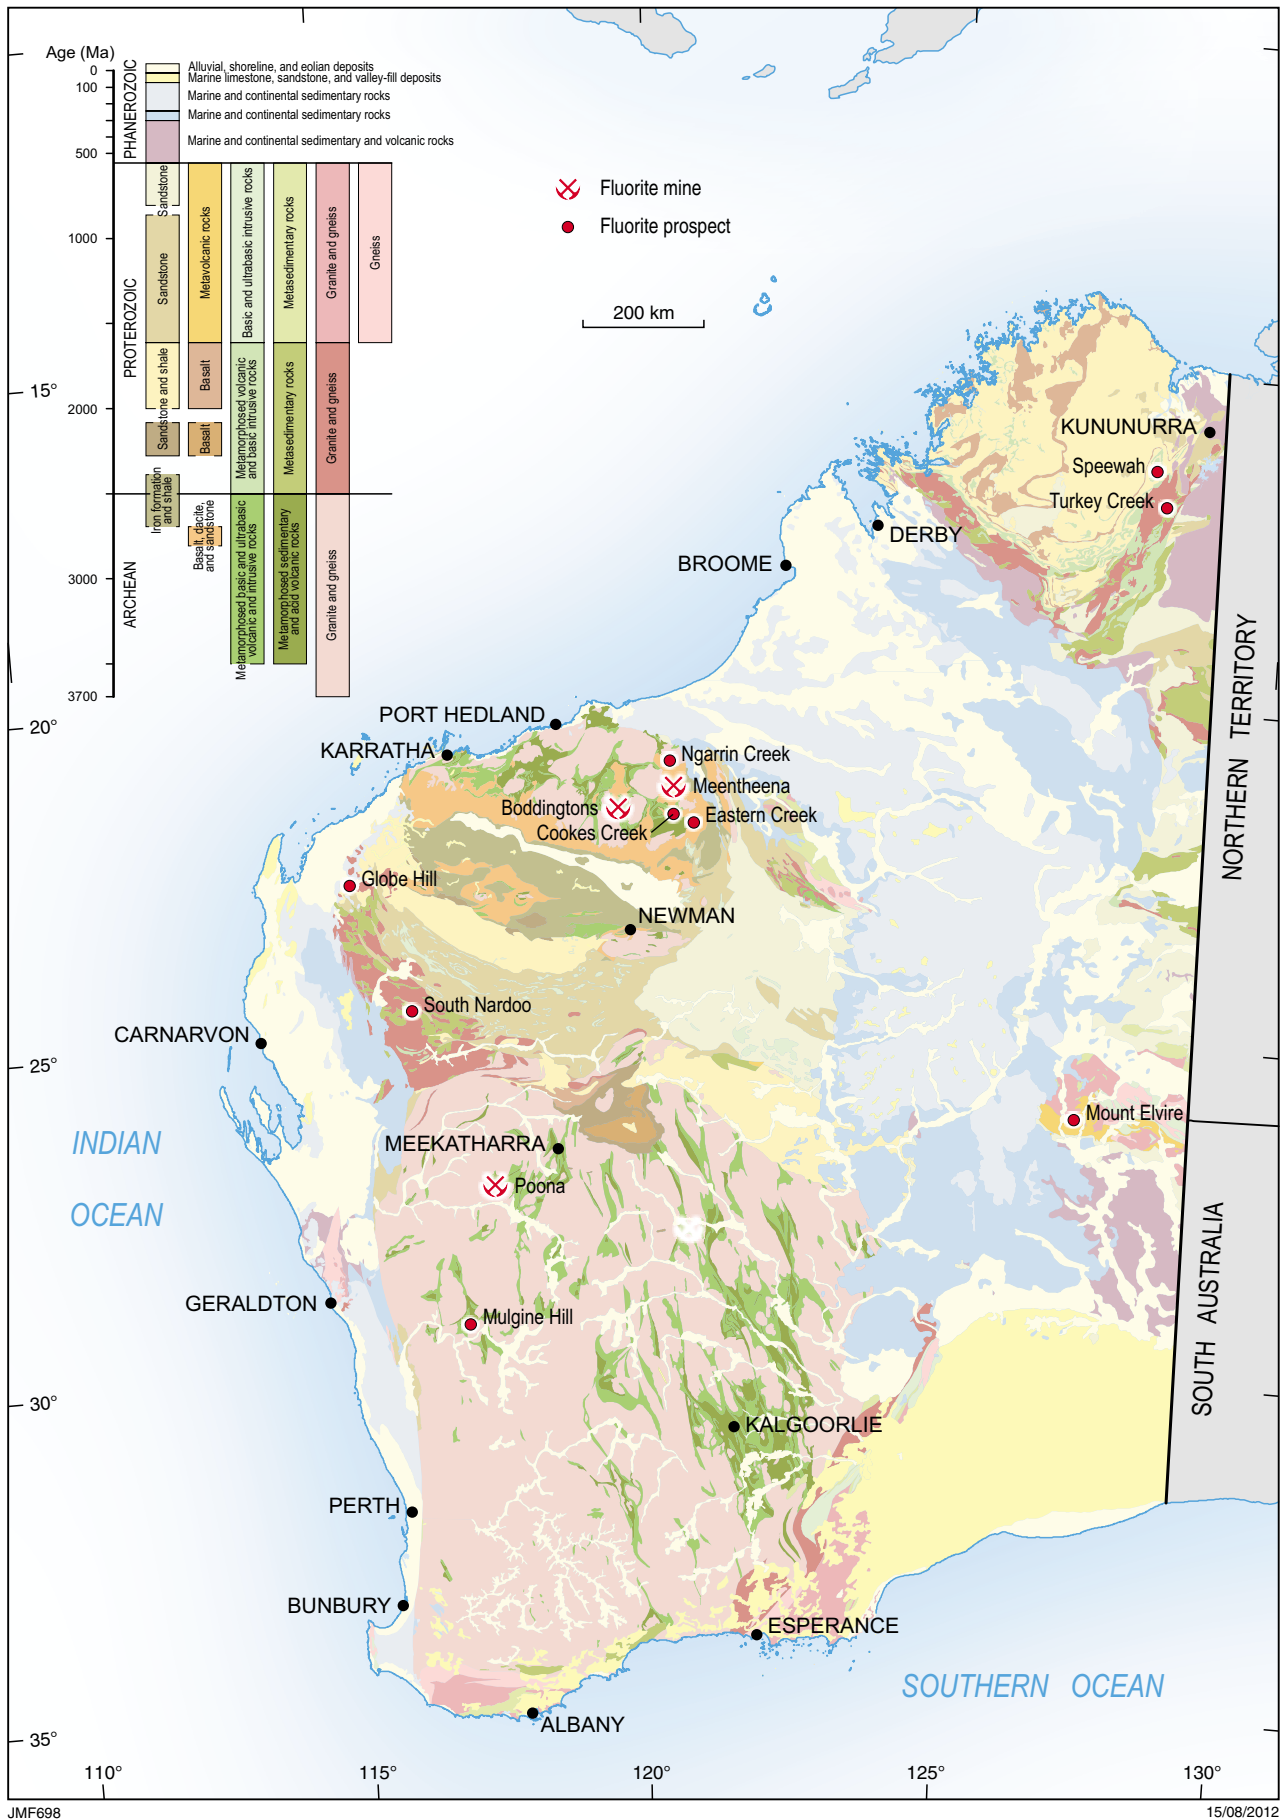 Age (Ma)
0
100
500
1000
2000
3000
3700
PHANEROZOIC
PROTEROZOIC
ARCHEAN
Alluvial, shoreline, and eolian deposits
Marine limestone, sandstone, and valley-fill deposits
Marine and continental sedimentary rocks
Marine and continental sedimentary rocks
Marine and continental sedimentary and volcanic rocks
Sandstone
Sandstone
Sandstone and shale
Sandstone
Iron formation
and shale
Metavolcanic rocks
Basalt
Basalt
Basalt, dacite,
and sandstone
Basic and ultrabasic intrusive rocks
Metamorphosed volcanic
and basic intrusive rocks
Metamorphosed basic and ultrabasic
volcanic and intrusive rocks
Metasedimentary rocks
Metasedimentary rocks
Metamorphosed sedimentary
and acid volcanic rocks
Granite and gneiss
Granite and gneiss
Granite and gneiss
Gneiss
Fluorite mine
Fluorite prospect
200 km
15°
KUNUNURRA
Speewah
Turkey Creek
DERBY
BROOME
NORTHERN TERRITORY
PORT HEDLAND
20°
KARRATHA
Ngarrin Creek
Meentheena
Boddingtons
Eastern Creek
Cookes Creek
Globe Hill
NEWMAN
South Nardoo
CARNARVON
25°
Mount Elvire
INDIAN
OCEAN
MEEKATHARRA
Poona
SOUTH AUSTRALIA
GERALDTON
Mulgine Hill
30°
KALGOORLIE
PERTH
BUNBURY
ESPERANCE
SOUTHERN OCEAN
ALBANY
35°
110°
115°
120°
125°
130°
JMF698
15/08/2012